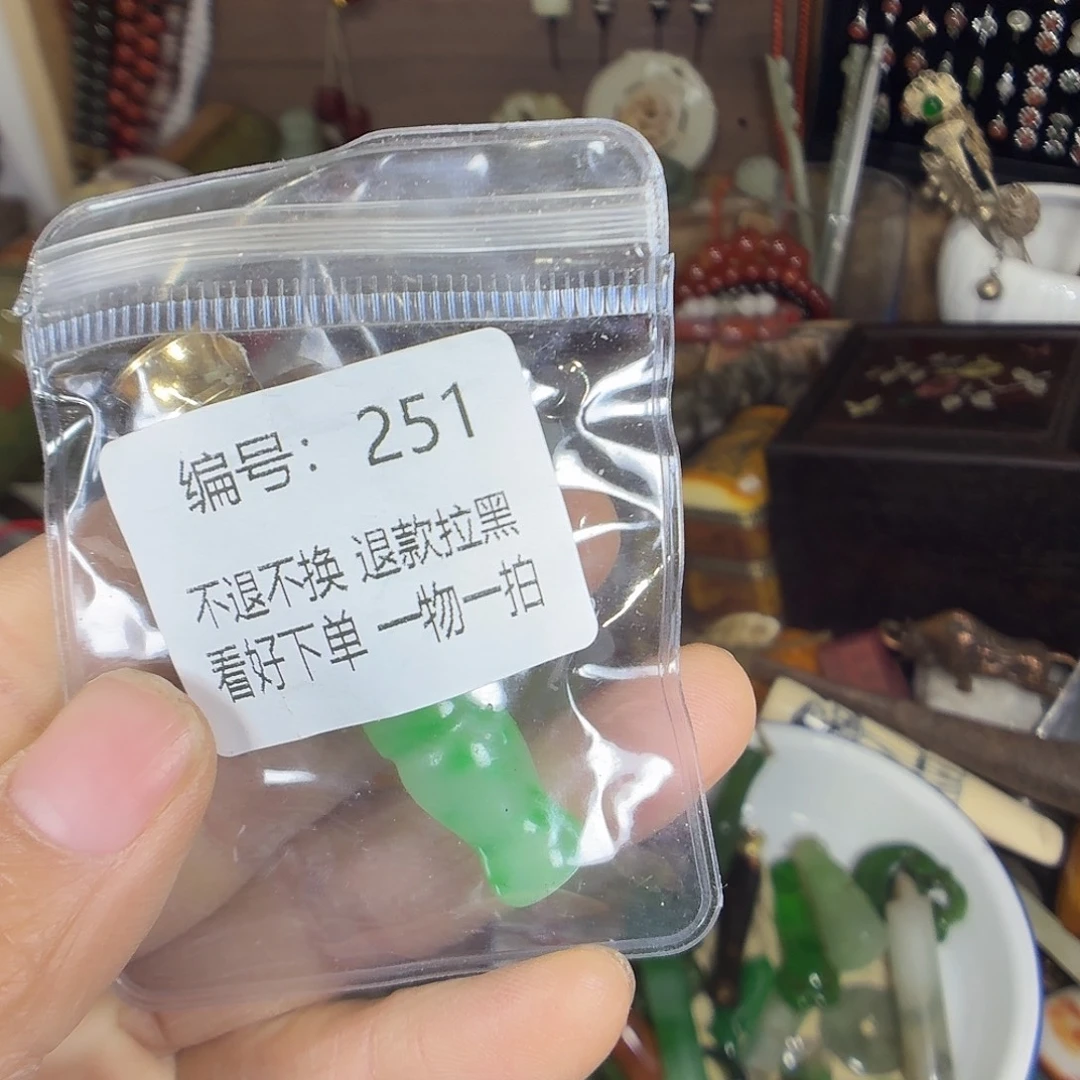 编号：251
不退不换 退款拉黑
看好下单 一物一拍